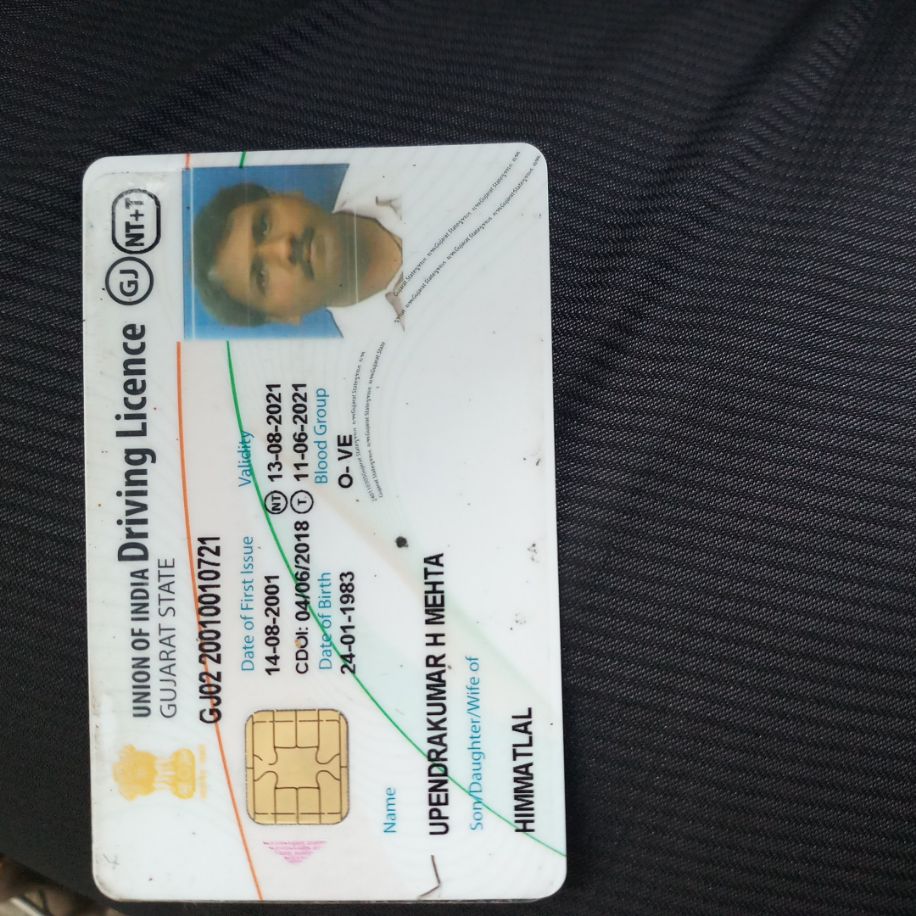 UNION OF INDIA Driving Licence GJ NT+T
GUJARAT STATE
GJ02 20010010721
Date of First Issue Validity
14-08-2001 NT 13-08-2021
CDOI: 04/06/2018 T 11-06-2021
Date of Birth Blood Group
24-01-1983 O- VE
Name
UPENDRAKUMAR H MEHTA
Son/Daughter/Wife of
HIMMATLAL